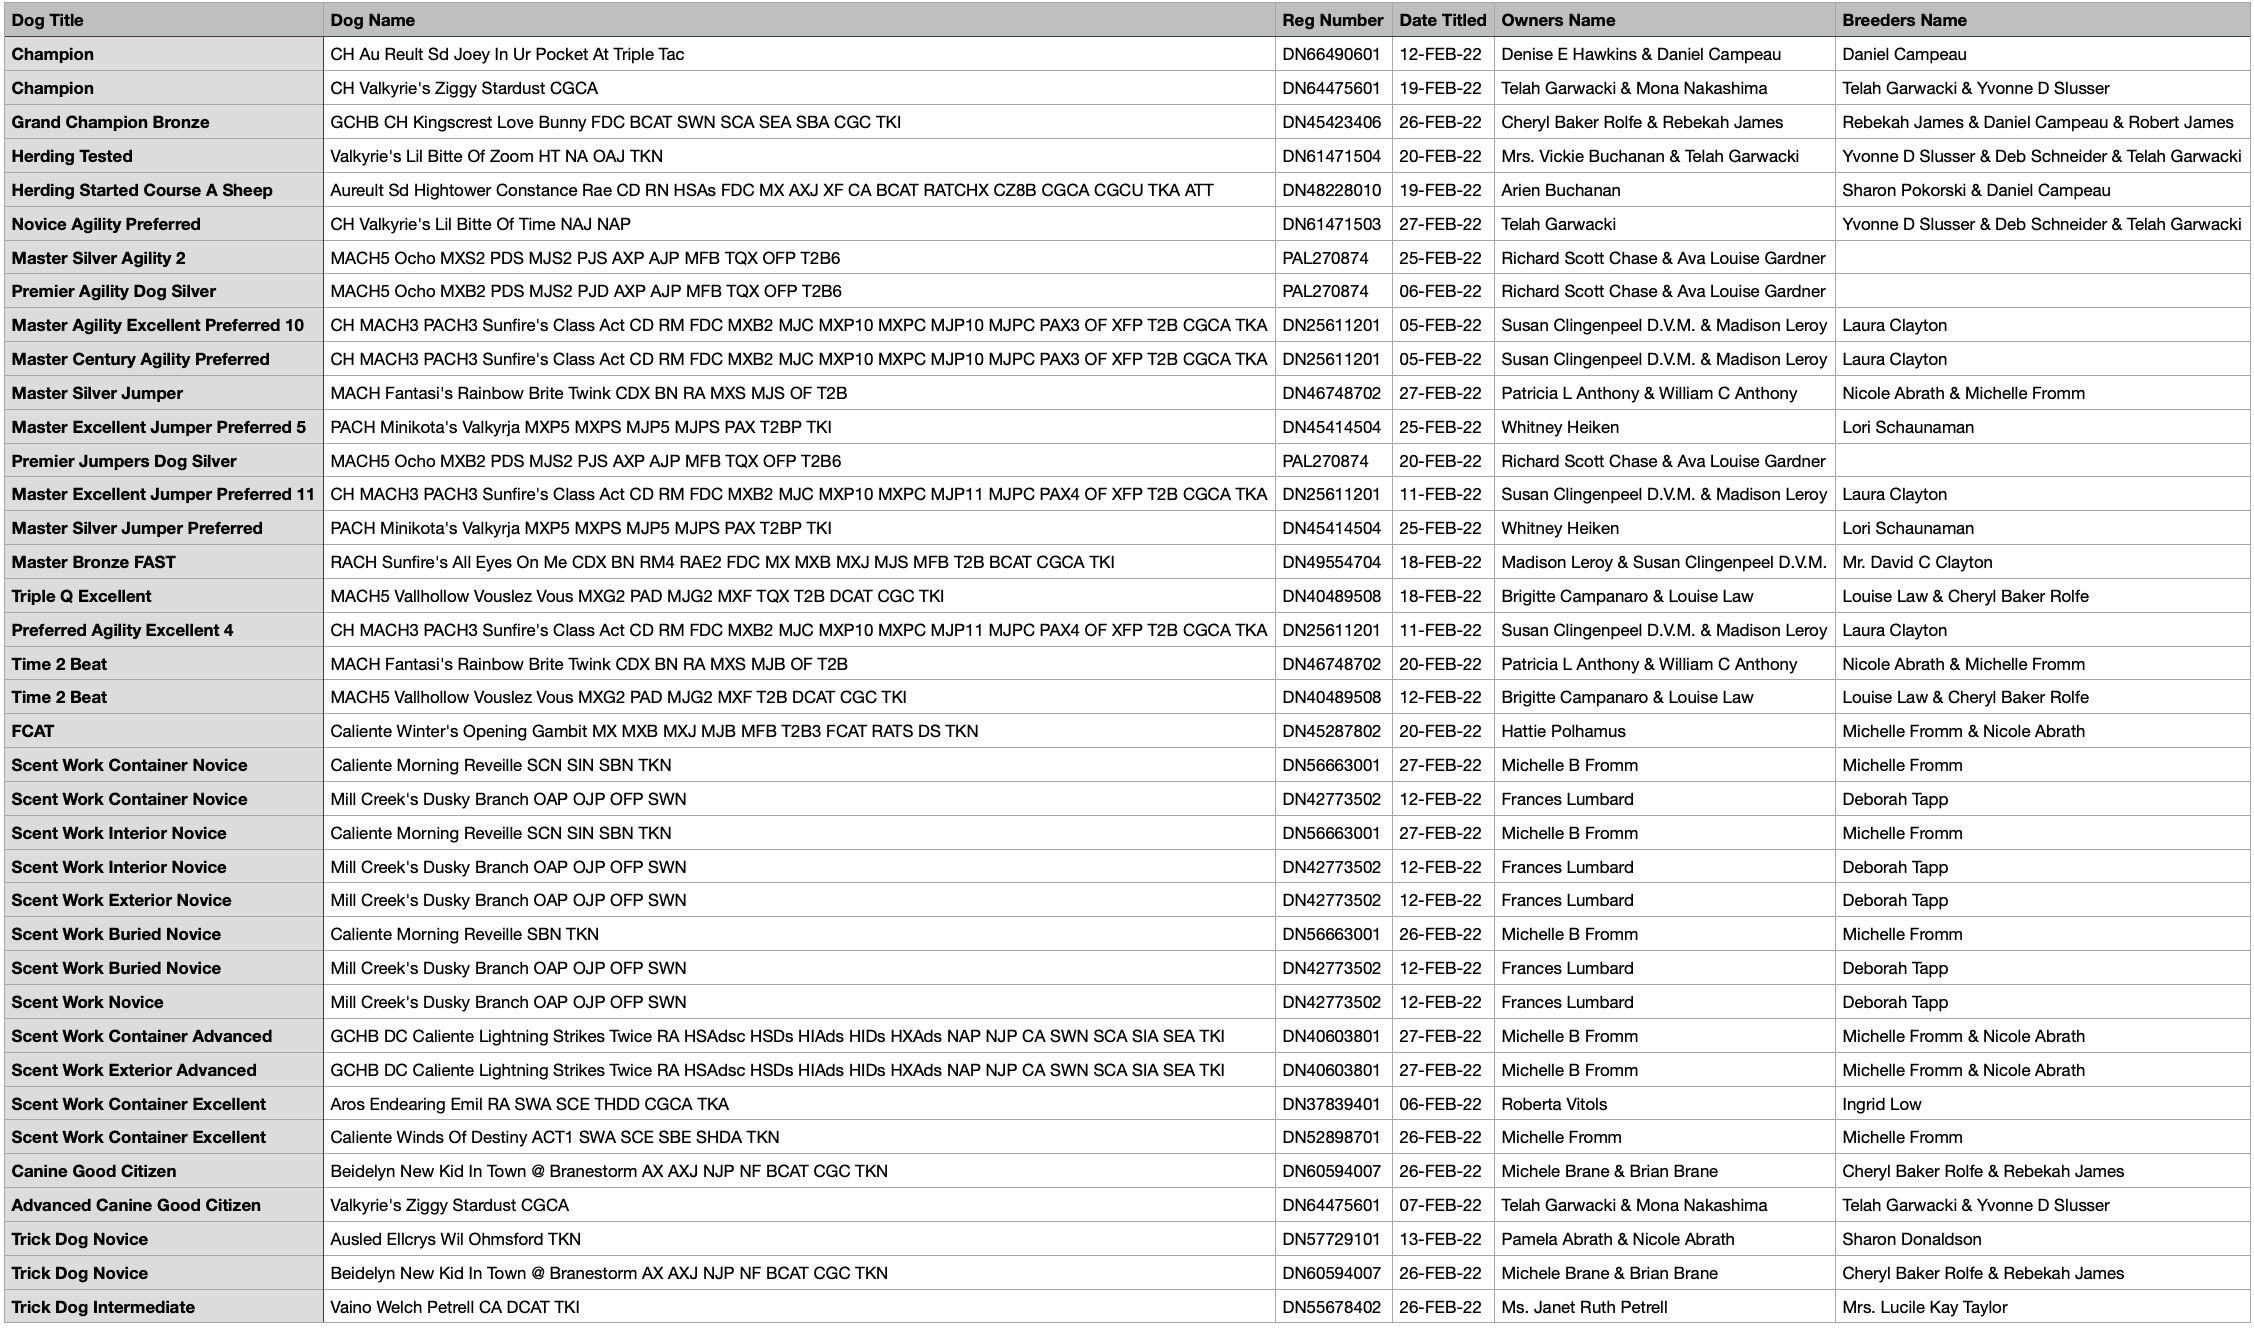 Dog Title Dog Name Reg Number Date Titled Owners Name Breeders Name
Champion CH Au Reult Sd Joey In Ur Pocket At Triple Tac DN66490601 12-FEB-22 Denise E Hawkins & Daniel Campeau Daniel Campeau
Champion CH Valkyrie's Ziggy Stardust CGCA DN64475601 19-FEB-22 Telah Garwacki & Mona Nakashima Telah Garwacki & Yvonne D Slusser
Grand Champion Bronze GCHB CH Kingscrest Love Bunny FDC BCAT SWN SCA SEA SBA CGC TKI DN45423406 26-FEB-22 Cheryl Baker Rolfe & Rebekah James Rebekah James & Daniel Campeau & Robert James
Herding Tested Valkyrie's Lil Bitte Of Zoom HT NA OAJ TKN DN61471504 20-FEB-22 Mrs. Vickie Buchanan & Telah Garwacki Yvonne D Slusser & Deb Schneider & Telah Garwacki
Herding Started Course A Sheep Aureult Sd Hightower Constance Rae CD RN HSAs FDC MX AXJ XF CA BCAT RATCHX CZ8B CGCA CGCU TKA ATT DN48228010 19-FEB-22 Arien Buchanan Sharon Pokorski & Daniel Campeau
Novice Agility Preferred CH Valkyrie's Lil Bitte Of Time NAJ NAP DN61471503 27-FEB-22 Telah Garwacki Yvonne D Slusser & Deb Schneider & Telah Garwacki
Master Silver Agility 2 MACH5 Ocho MXS2 PDS MJS2 PJS AXP AJP MFB TQX OFP T2B6 PAL270874 25-FEB-22 Richard Scott Chase & Ava Louise Gardner
Premier Agility Dog Silver MACH5 Ocho MXB2 PDS MJS2 PJD AXP AJP MFB TQX OFP T2B6 PAL270874 06-FEB-22 Richard Scott Chase & Ava Louise Gardner
Master Agility Excellent Preferred 10 CH MACH3 PACH3 Sunfire's Class Act CD RM FDC MXB2 MJC MXP10 MXPC MJP10 MJPC PAX3 OF XFP T2B CGCA TKA DN25611201 05-FEB-22 Susan Clingenpeel D.V.M. & Madison Leroy Laura Clayton
Master Century Agility Preferred CH MACH3 PACH3 Sunfire's Class Act CD RM FDC MXB2 MJC MXP10 MXPC MJP10 MJPC PAX3 OF XFP T2B CGCA TKA DN25611201 05-FEB-22 Susan Clingenpeel D.V.M. & Madison Leroy Laura Clayton
Master Silver Jumper MACH Fantasi's Rainbow Brite Twink CDX BN RA MXS MJS OF T2B DN46748702 27-FEB-22 Patricia L Anthony & William C Anthony Nicole Abrath & Michelle Fromm
Master Excellent Jumper Preferred 5 PACH Minikota's Valkyrja MXP5 MXPS MJP5 MJPS PAX T2BP TKI DN45414504 25-FEB-22 Whitney Heiken Lori Schaunaman
Premier Jumpers Dog Silver MACH5 Ocho MXB2 PDS MJS2 PJS AXP AJP MFB TQX OFP T2B6 PAL270874 20-FEB-22 Richard Scott Chase & Ava Louise Gardner
Master Excellent Jumper Preferred 11 CH MACH3 PACH3 Sunfire's Class Act CD RM FDC MXB2 MJC MXP10 MXPC MJP11 MJPC PAX4 OF XFP T2B CGCA TKA DN25611201 11-FEB-22 Susan Clingenpeel D.V.M. & Madison Leroy Laura Clayton
Master Silver Jumper Preferred PACH Minikota's Valkyrja MXP5 MXPS MJP5 MJPS PAX T2BP TKI DN45414504 25-FEB-22 Whitney Heiken Lori Schaunaman
Master Bronze FAST RACH Sunfire's All Eyes On Me CDX BN RM4 RAE2 FDC MX MXB MXJ MJS MFB T2B BCAT CGCA TKI DN49554704 18-FEB-22 Madison Leroy & Susan Clingenpeel D.V.M. Mr. David C Clayton
Triple Q Excellent MACH5 Vallhollow Vouslez Vous MXG2 PAD MJG2 MXF TQX T2B DCAT CGC TKI DN40489508 18-FEB-22 Brigitte Campanaro & Louise Law Louise Law & Cheryl Baker Rolfe
Preferred Agility Excellent 4 CH MACH3 PACH3 Sunfire's Class Act CD RM FDC MXB2 MJC MXP10 MXPC MJP11 MJPC PAX4 OF XFP T2B CGCA TKA DN25611201 11-FEB-22 Susan Clingenpeel D.V.M. & Madison Leroy Laura Clayton
Time 2 Beat MACH Fantasi's Rainbow Brite Twink CDX BN RA MXS MJB OF T2B DN46748702 20-FEB-22 Patricia L Anthony & William C Anthony Nicole Abrath & Michelle Fromm
Time 2 Beat MACH5 Vallhollow Vouslez Vous MXG2 PAD MJG2 MXF T2B DCAT CGC TKI DN40489508 12-FEB-22 Brigitte Campanaro & Louise Law Louise Law & Cheryl Baker Rolfe
FCAT Caliente Winter's Opening Gambit MX MXB MXJ MJB MFB T2B3 FCAT RATS DS TKN DN45287802 20-FEB-22 Hattie Polhamus Michelle Fromm & Nicole Abrath
Scent Work Container Novice Caliente Morning Reveille SCN SIN SBN TKN DN56663001 27-FEB-22 Michelle B Fromm Michelle Fromm
Scent Work Container Novice Mill Creek's Dusky Branch OAP OJP OFP SWN DN42773502 12-FEB-22 Frances Lumbard Deborah Tapp
Scent Work Interior Novice Caliente Morning Reveille SCN SIN SBN TKN DN56663001 27-FEB-22 Michelle B Fromm Michelle Fromm
Scent Work Interior Novice Mill Creek's Dusky Branch OAP OJP OFP SWN DN42773502 12-FEB-22 Frances Lumbard Deborah Tapp
Scent Work Exterior Novice Mill Creek's Dusky Branch OAP OJP OFP SWN DN42773502 12-FEB-22 Frances Lumbard Deborah Tapp
Scent Work Buried Novice Caliente Morning Reveille SBN TKN DN56663001 26-FEB-22 Michelle B Fromm Michelle Fromm
Scent Work Buried Novice Mill Creek's Dusky Branch OAP OJP OFP SWN DN42773502 12-FEB-22 Frances Lumbard Deborah Tapp
Scent Work Novice Mill Creek's Dusky Branch OAP OJP OFP SWN DN42773502 12-FEB-22 Frances Lumbard Deborah Tapp
Scent Work Container Advanced GCHB DC Caliente Lightning Strikes Twice RA HSAdsc HSDs HIAds HIDs HXAds NAP NJP CA SWN SCA SIA SEA TKI DN40603801 27-FEB-22 Michelle B Fromm Michelle Fromm & Nicole Abrath
Scent Work Exterior Advanced GCHB DC Caliente Lightning Strikes Twice RA HSAdsc HSDs HIAds HIDs HXAds NAP NJP CA SWN SCA SIA SEA TKI DN40603801 27-FEB-22 Michelle B Fromm Michelle Fromm & Nicole Abrath
Scent Work Container Excellent Aros Endearing Emil RA SWA SCE THDD CGCA TKA DN37839401 06-FEB-22 Roberta Vitols Ingrid Low
Scent Work Container Excellent Caliente Winds Of Destiny ACT1 SWA SCE SBE SHDA TKN DN52898701 26-FEB-22 Michelle Fromm Michelle Fromm
Canine Good Citizen Beidelyn New Kid In Town @ Branestorm AX AXJ NJP NF BCAT CGC TKN DN60594007 26-FEB-22 Michele Brane & Brian Brane Cheryl Baker Rolfe & Rebekah James
Advanced Canine Good Citizen Valkyrie's Ziggy Stardust CGCA DN64475601 07-FEB-22 Telah Garwacki & Mona Nakashima Telah Garwacki & Yvonne D Slusser
Trick Dog Novice Ausled Ellcrys Wil Ohmsford TKN DN57729101 13-FEB-22 Pamela Abrath & Nicole Abrath Sharon Donaldson
Trick Dog Novice Beidelyn New Kid In Town @ Branestorm AX AXJ NJP NF BCAT CGC TKN DN60594007 26-FEB-22 Michele Brane & Brian Brane Cheryl Baker Rolfe & Rebekah James
Trick Dog Intermediate Vaino Welch Petrell CA DCAT TKI DN55678402 26-FEB-22 Ms. Janet Ruth Petrell Mrs. Lucile Kay Taylor